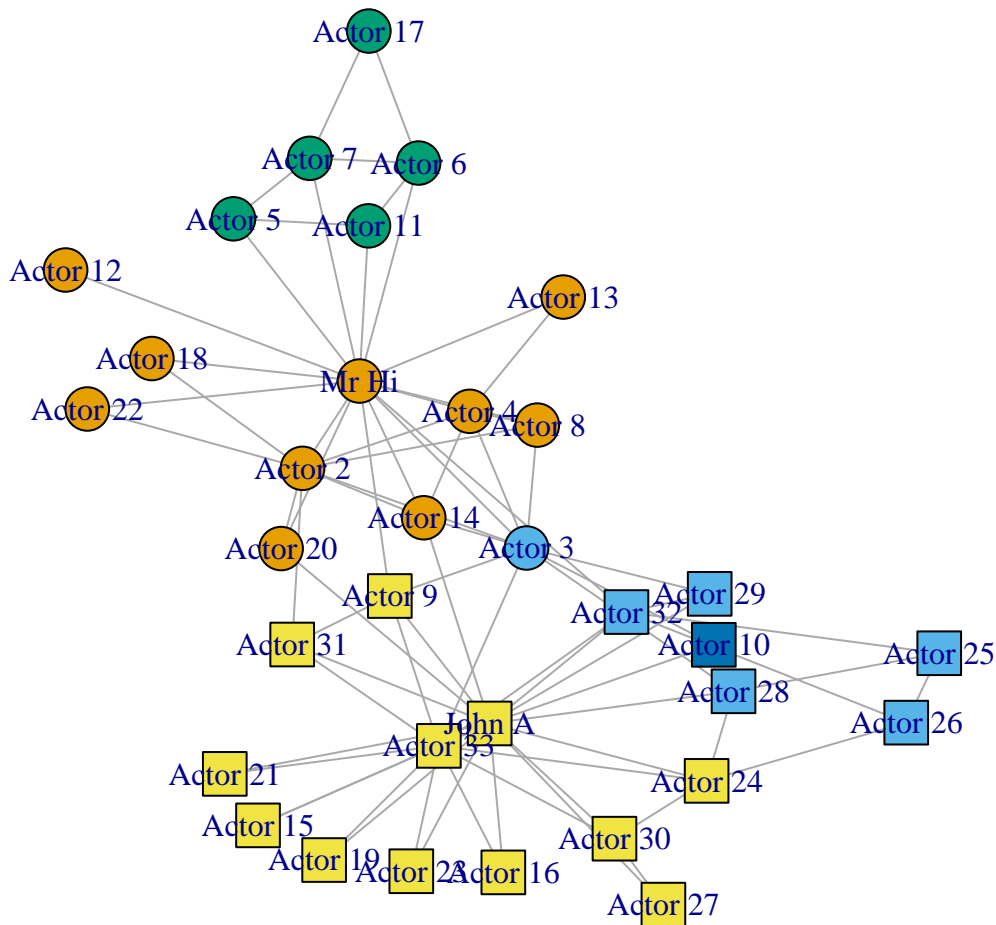 Actor 17
Actor 7
Actor 6
Actor 5
Actor 11
Actor 12
Actor 13
Actor 18
Mr Hi
Actor 22
Actor 4
Actor 8
Actor 2
Actor 14
Actor 20
Actor 3
Actor 9
Actor 29
Actor 32
Actor 31
Actor 10
Actor 25
Actor 28
John A
Actor 26
Actor 33
Actor 21
Actor 24
Actor 15
Actor 30
Actor 19
Actor 23
Actor 16
Actor 27